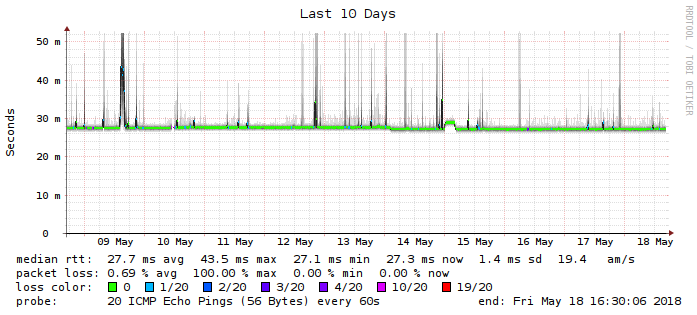 Last 10 Days
RRDTOOL / TOBI OETIKER
Seconds
50 m
40 m
30 m
20 m
10 m
0
09 May 10 May 11 May 12 May 13 May 14 May 15 May 16 May 17 May 18 May
median rtt: 27.7 ms avg 43.5 ms max 27.1 ms min 27.3 ms now 1.4 ms sd 19.4 am/s
packet loss: 0.69 % avg 100.00 % max 0.00 % min 0.00 % now
loss color: 0 1/20 2/20 3/20 4/20 10/20 19/20
probe: 20 ICMP Echo Pings (56 Bytes) every 60s end: Fri May 18 16:30:06 2018